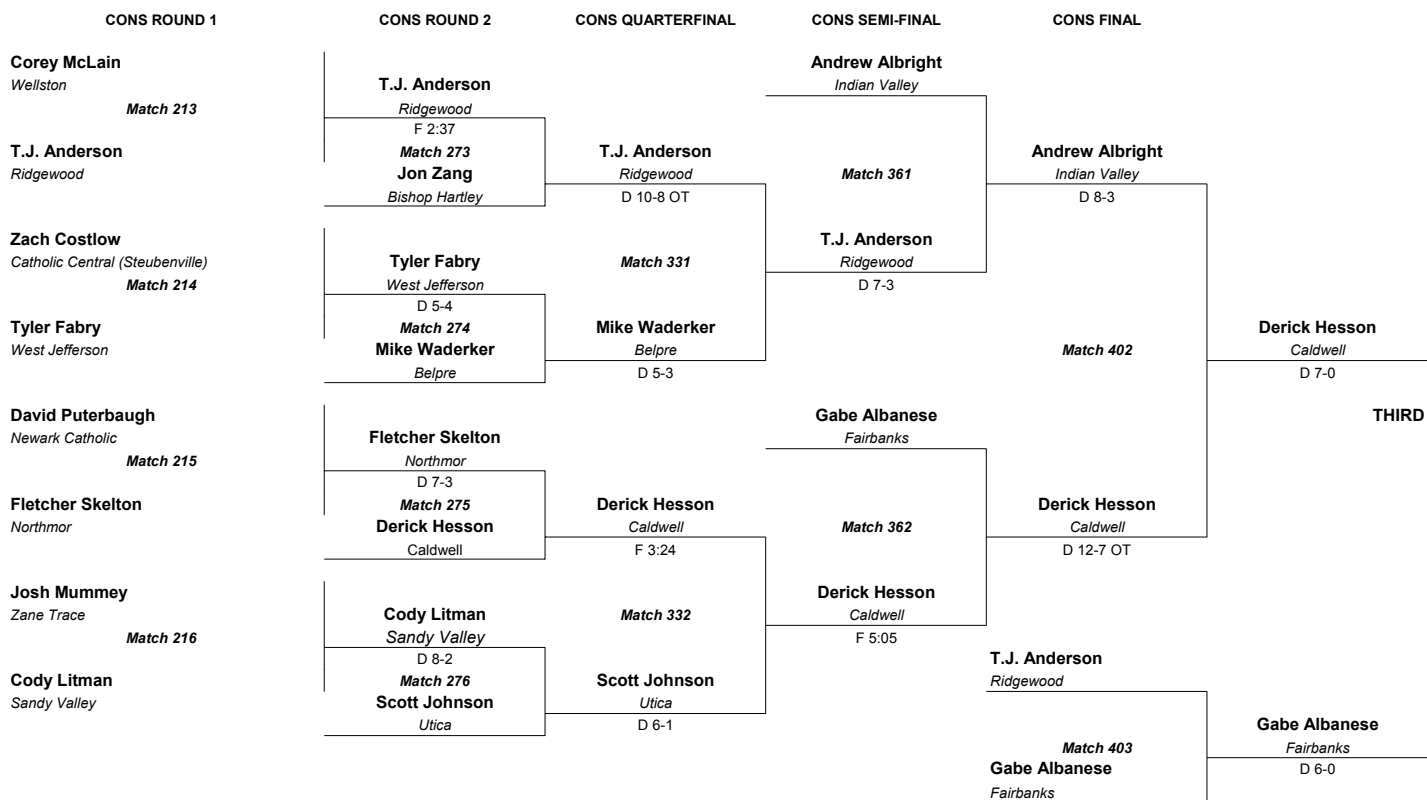 CONS ROUND 1
CONS ROUND 2
CONS QUARTERFINAL
CONS SEMI-FINAL
CONS FINAL
Corey McLain
Wellston
Match 213
T.J. Anderson
Ridgewood
Zach Costlow
Catholic Central (Steubenville)
Match 214
Tyler Fabry
West Jefferson
David Puterbaugh
Newark Catholic
Match 215
Fletcher Skelton
Northmor
Josh Mummey
Zane Trace
Match 216
Cody Litman
Sandy Valley
T.J. Anderson
Ridgewood
F 2:37
Match 273
Jon Zang
Bishop Hartley
Tyler Fabry
West Jefferson
D 5-4
Match 274
Mike Waderker
Belpre
Fletcher Skelton
Northmor
D 7-3
Match 275
Derick Hesson
Caldwell
Cody Litman
Sandy Valley
D 8-2
Match 276
Scott Johnson
Utica
T.J. Anderson
Ridgewood
D 10-8 OT
Match 331
Mike Waderker
Belpre
D 5-3
Derick Hesson
Caldwell
F 3:24
Match 332
Scott Johnson
Utica
D 6-1
Andrew Albright
Indian Valley
Match 361
T.J. Anderson
Ridgewood
D 7-3
Gabe Albanese
Fairbanks
Match 362
Derick Hesson
Caldwell
F 5:05
Andrew Albright
Indian Valley
D 8-3
Match 402
Derick Hesson
Caldwell
D 12-7 OT
Derick Hesson
Caldwell
D 7-0
THIRD
T.J. Anderson
Ridgewood
Match 403
Gabe Albanese
Fairbanks
Gabe Albanese
Fairbanks
D 6-0